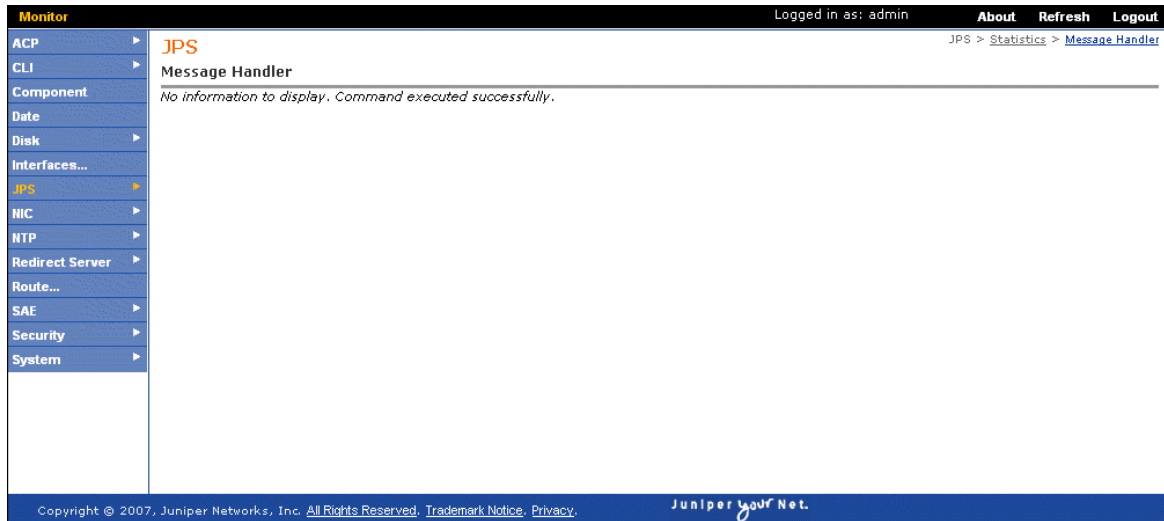 Monitor
Logged in as: admin
About Refresh Logout
ACP
CLI
Component
Date
Disk
Interfaces...
JPS
NIC
NTP
Redirect Server
Route...
SAE
Security
System
JPS > Statistics > Message Handler
JPS
Message Handler
No information to display. Command executed successfully.
Copyright © 2007, Juniper Networks, Inc. All Rights Reserved. Trademark Notice. Privacy.
Juniper your Net.